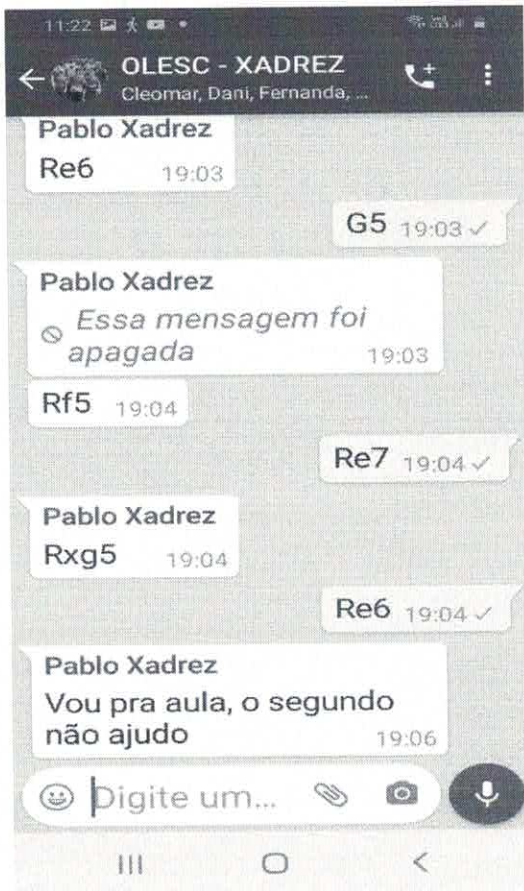 11:22
OLESC - XADREZ
Cleomar, Dani, Fernanda, ...
Pablo Xadrez
Re6 19:03
G5 19:03
Pablo Xadrez
Essa mensagem foi
apagada 19:03
Rf5 19:04
Re7 19:04
Pablo Xadrez
Rxg5 19:04
Re6 19:04
Pablo Xadrez
Vou pra aula, o segundo
não ajudo 19:06
Digite um...